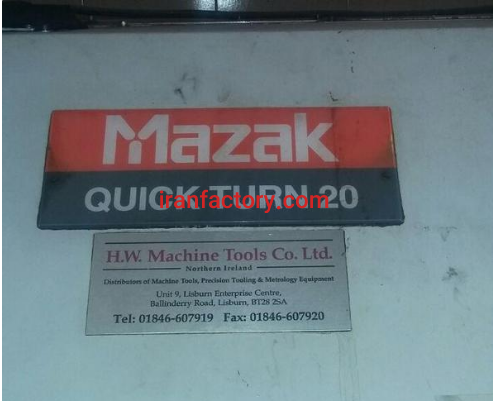 Mazak
QUICK TURN 20
iranfactory.com
H.W. Machine Tools Co. Ltd.
Northern Ireland
Distributors of Machine Tools, Precision Tooling & Metrology Equipment
Unit 9, Lisburn Enterprise Centre,
Ballinderry Road, Lisburn, BT28 2SA
Tel: 01846-607919 Fax: 01846-607920